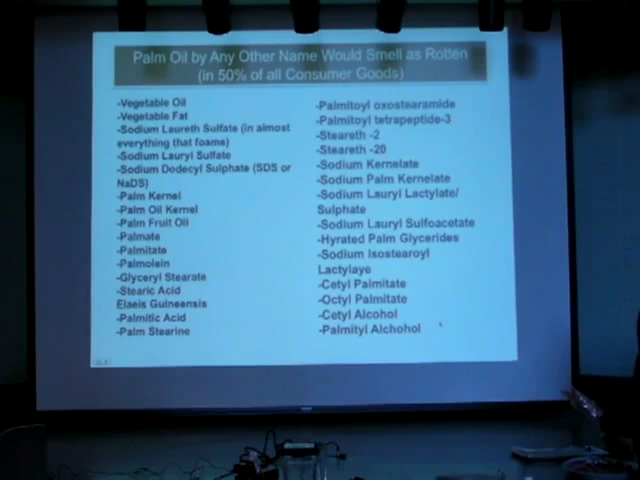 Palm Oil by Any Other Name Would Smell as Rotten
(in 50% of all Consumer Goods)
-Vegetable Oil
-Vegetable Fat
-Sodium Laureth Sulfate (in almost
everything that foams)
-Sodium Lauryl Sulfate
-Sodium Dodecyl Sulphate (SDS or
NaDS)
-Palm Kernel
-Palm Oil Kernel
-Palm Fruit Oil
-Palmate
-Palmitate
-Palmolein
-Glyceryl Stearate
-Stearic Acid
Elaeis Guineensis
-Palmitic Acid
-Palm Stearine
-Palmitoyl oxostearamide
-Palmitoyl tetrapeptide-3
-Steareth -2
-Steareth -20
-Sodium Kernelate
-Sodium Palm Kernelate
-Sodium Lauryl Lactylate/
Sulphate
-Sodium Lauryl Sulfoacetate
-Hyrated Palm Glycerides
-Sodium Isostearoyl
Lactylaye
-Cetyl Palmitate
-Octyl Palmitate
-Cetyl Alcohol
-Palmityl Alchohol